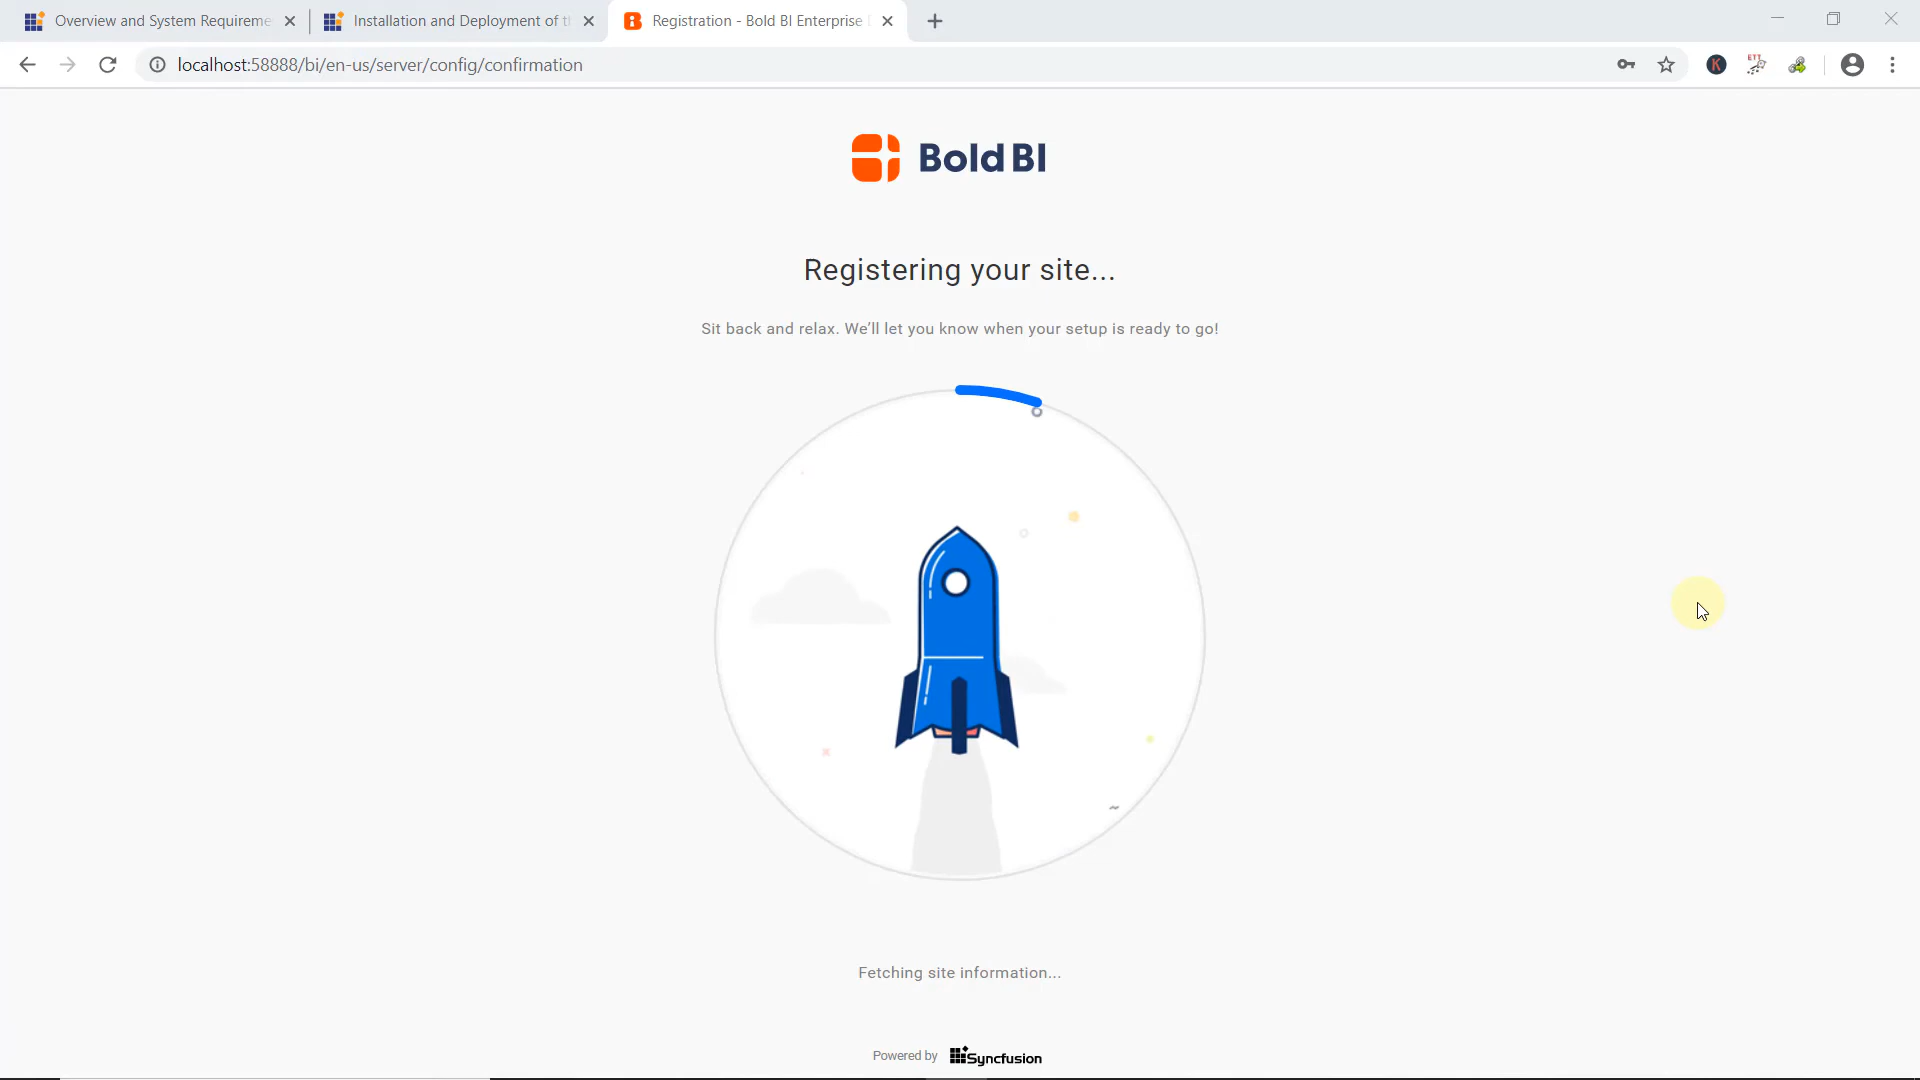 Overview and System Requireme
Installation and Deployment of t
Registration - Bold BI Enterprise
localhost:58888/bi/en-us/server/config/confirmation
K
ETT
Bold BI
Registering your site...
Sit back and relax. We'll let you know when your setup is ready to go!
Fetching site information...
Powered by Syncfusion